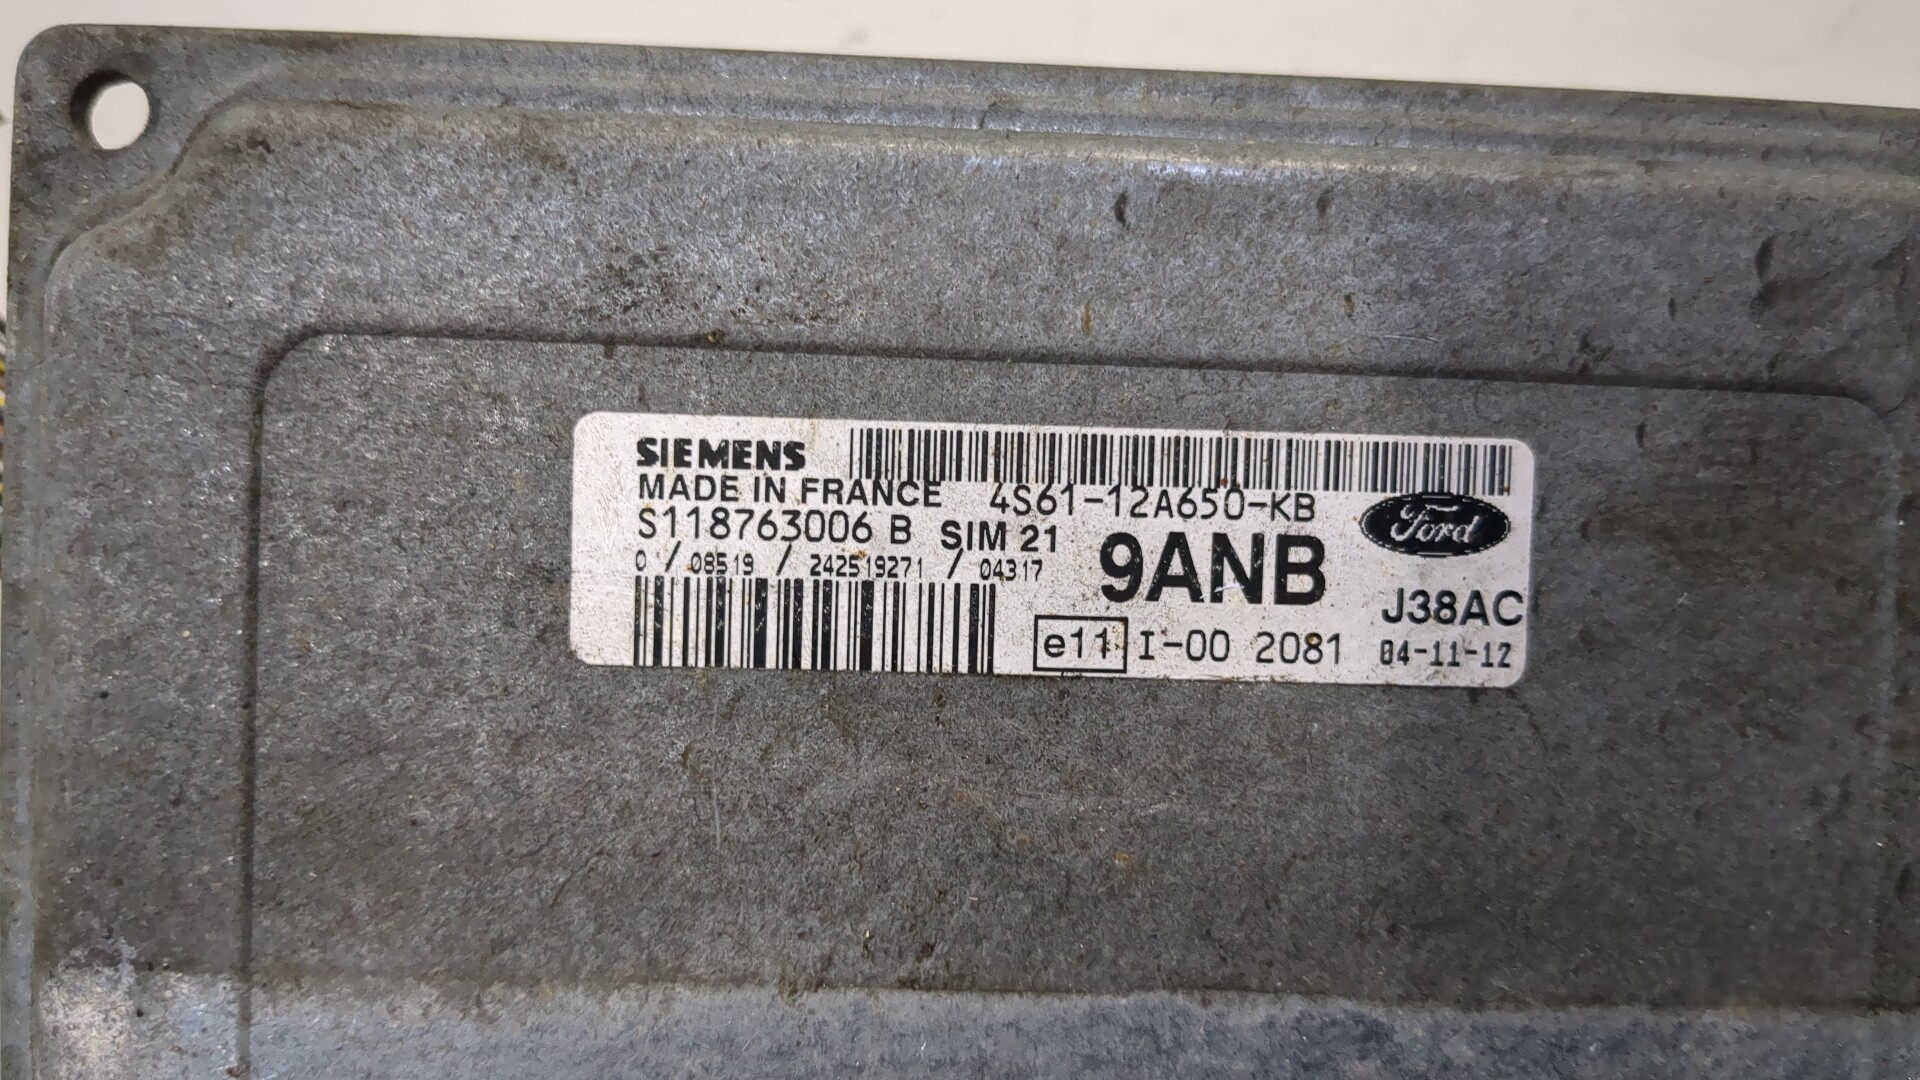 SIEMENS
MADE IN FRANCE 4S61-12A650-KB
Ford
S118763006 B SIM 21
9ANB
0 / 08519 / 242519271 / 04317
J38AC
e11 I-00 2081 04-11-12